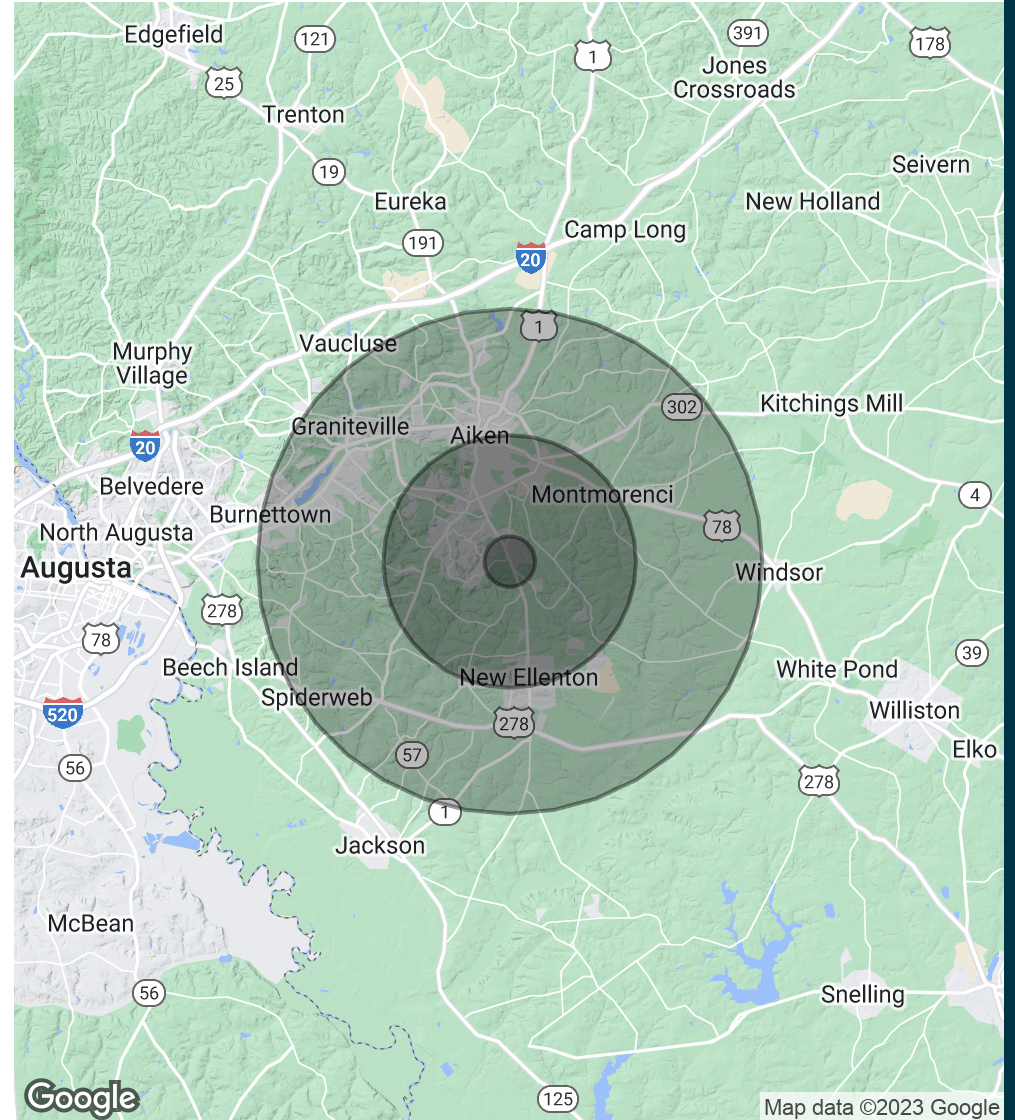 Edgefield
121
391
178
1
Jones
Crossroads
25
Trenton
Seivern
19
Eureka
New Holland
191
Camp Long
20
1
Vaucluse
Murphy
Village
302
Kitchings Mill
Graniteville
Aiken
20
Belvedere
Montmorenci
4
Burnettown
78
North Augusta
Augusta
Windsor
278
78
39
Beech Island
White Pond
New Ellenton
Spiderweb
Williston
520
278
Elko
57
56
278
1
Jackson
McBean
56
Snelling
Google
125
Map data ©2023 Google